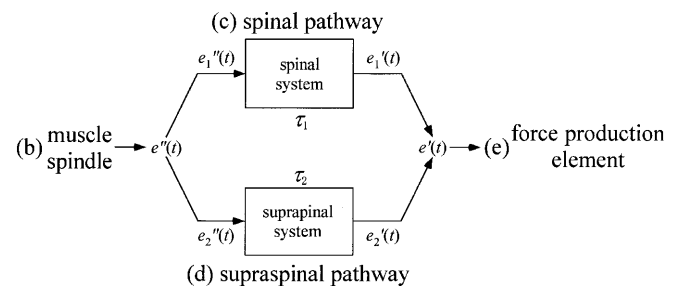 (c) spinal pathway
e₁″(t)
e₁′(t)
spinal
system
τ₁
(b) muscle
spindle
e″(t)
e′(t)
(e) force production
element
τ₂
suprapinal
system
e₂″(t)
e₂′(t)
(d) supraspinal pathway